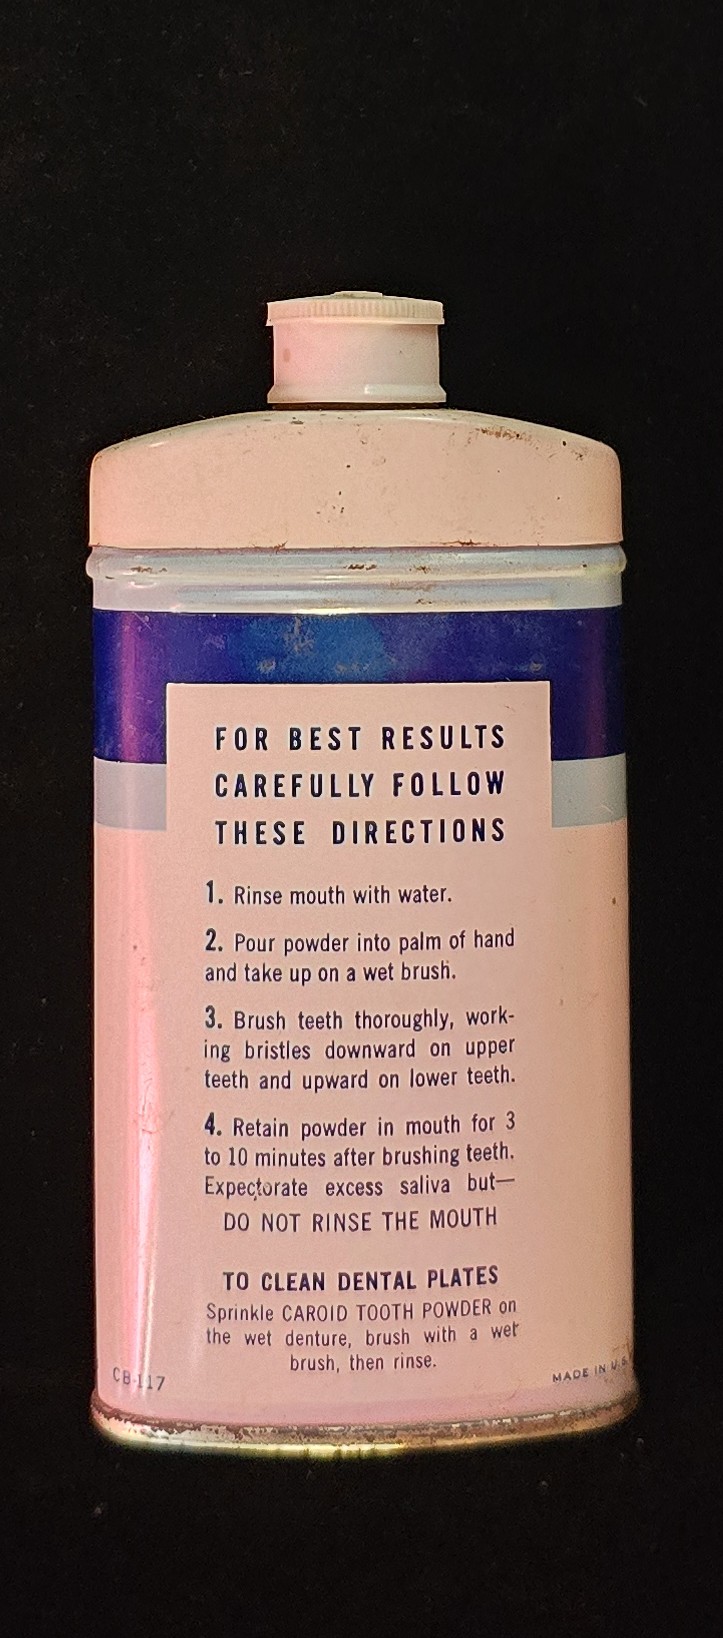 FOR BEST RESULTS
CAREFULLY FOLLOW
THESE DIRECTIONS
1. Rinse mouth with water.
2. Pour powder into palm of hand
and take up on a wet brush.
3. Brush teeth thoroughly, work-
ing bristles downward on upper
teeth and upward on lower teeth.
4. Retain powder in mouth for 3
to 10 minutes after brushing teeth.
Expectorate excess saliva but—
DO NOT RINSE THE MOUTH
TO CLEAN DENTAL PLATES
Sprinkle CAROID TOOTH POWDER on
the wet denture, brush with a wet
brush, then rinse.
CB-117
MADE IN U.S.